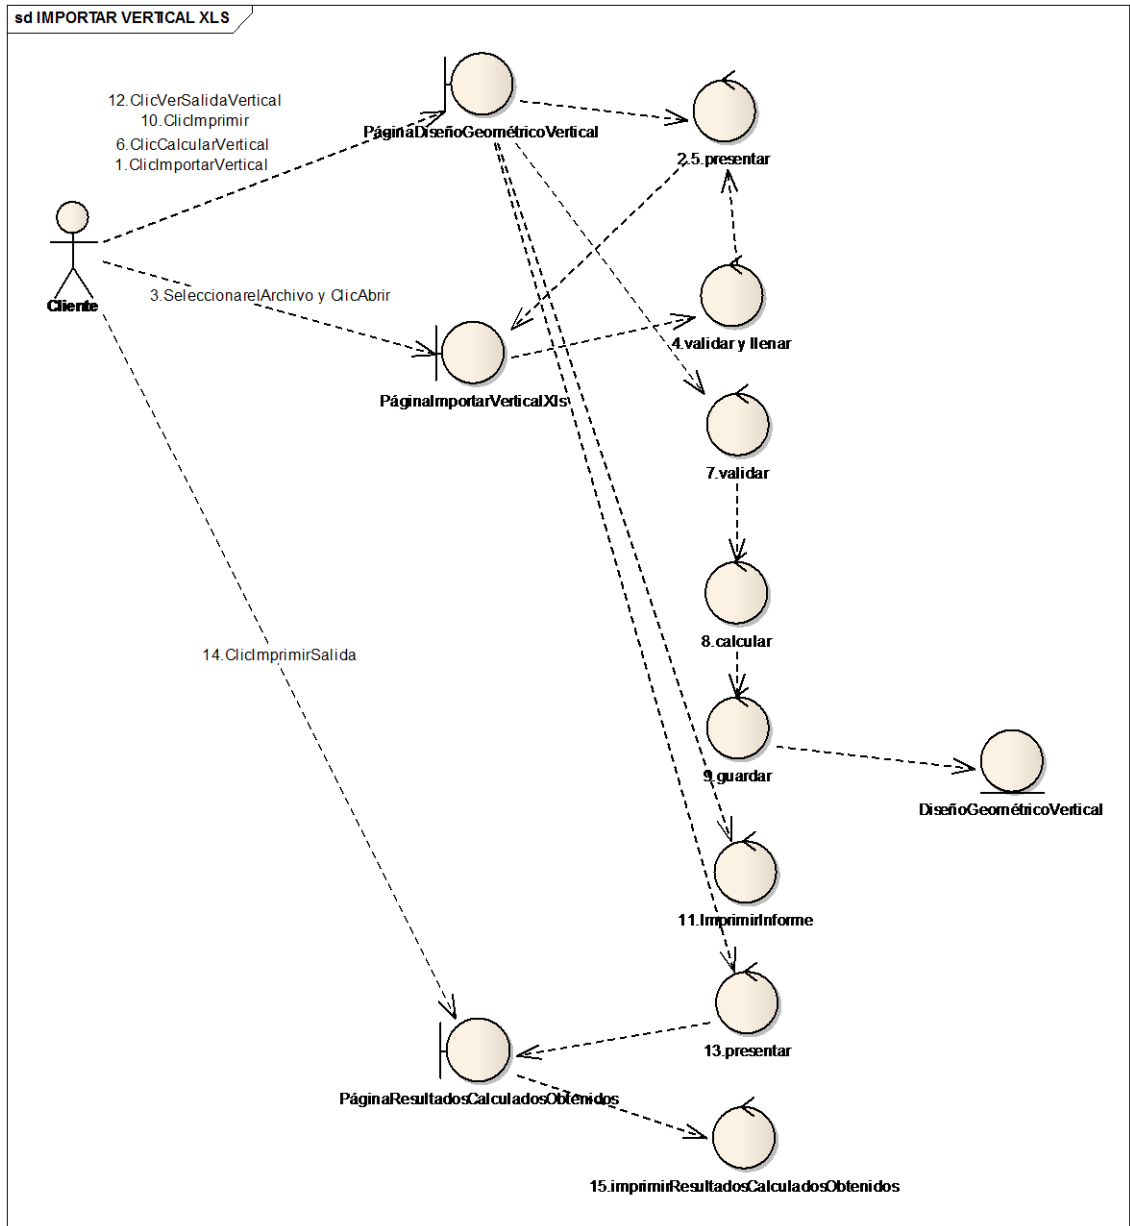 sd IMPORTAR VERTICAL XLS
12.ClicVerSalidaVertical
10.ClicImprimir
6.ClicCalcularVertical
1.ClicImportarVertical
PáginaDiseñoGeométricoVertical
2.5.presentar
Cliente
3.SeleccionarelArchivo y ClicAbrir
4.validar y llenar
PáginaImportarVerticalXls
7.validar
8.calcular
14.ClicImprimirSalida
9.guardar
DiseñoGeométricoVertical
11.ImprimirInforme
13.presentar
PáginaResultadosCalculadosObtenidos
15.imprimirResultadosCalculadosObtenidos